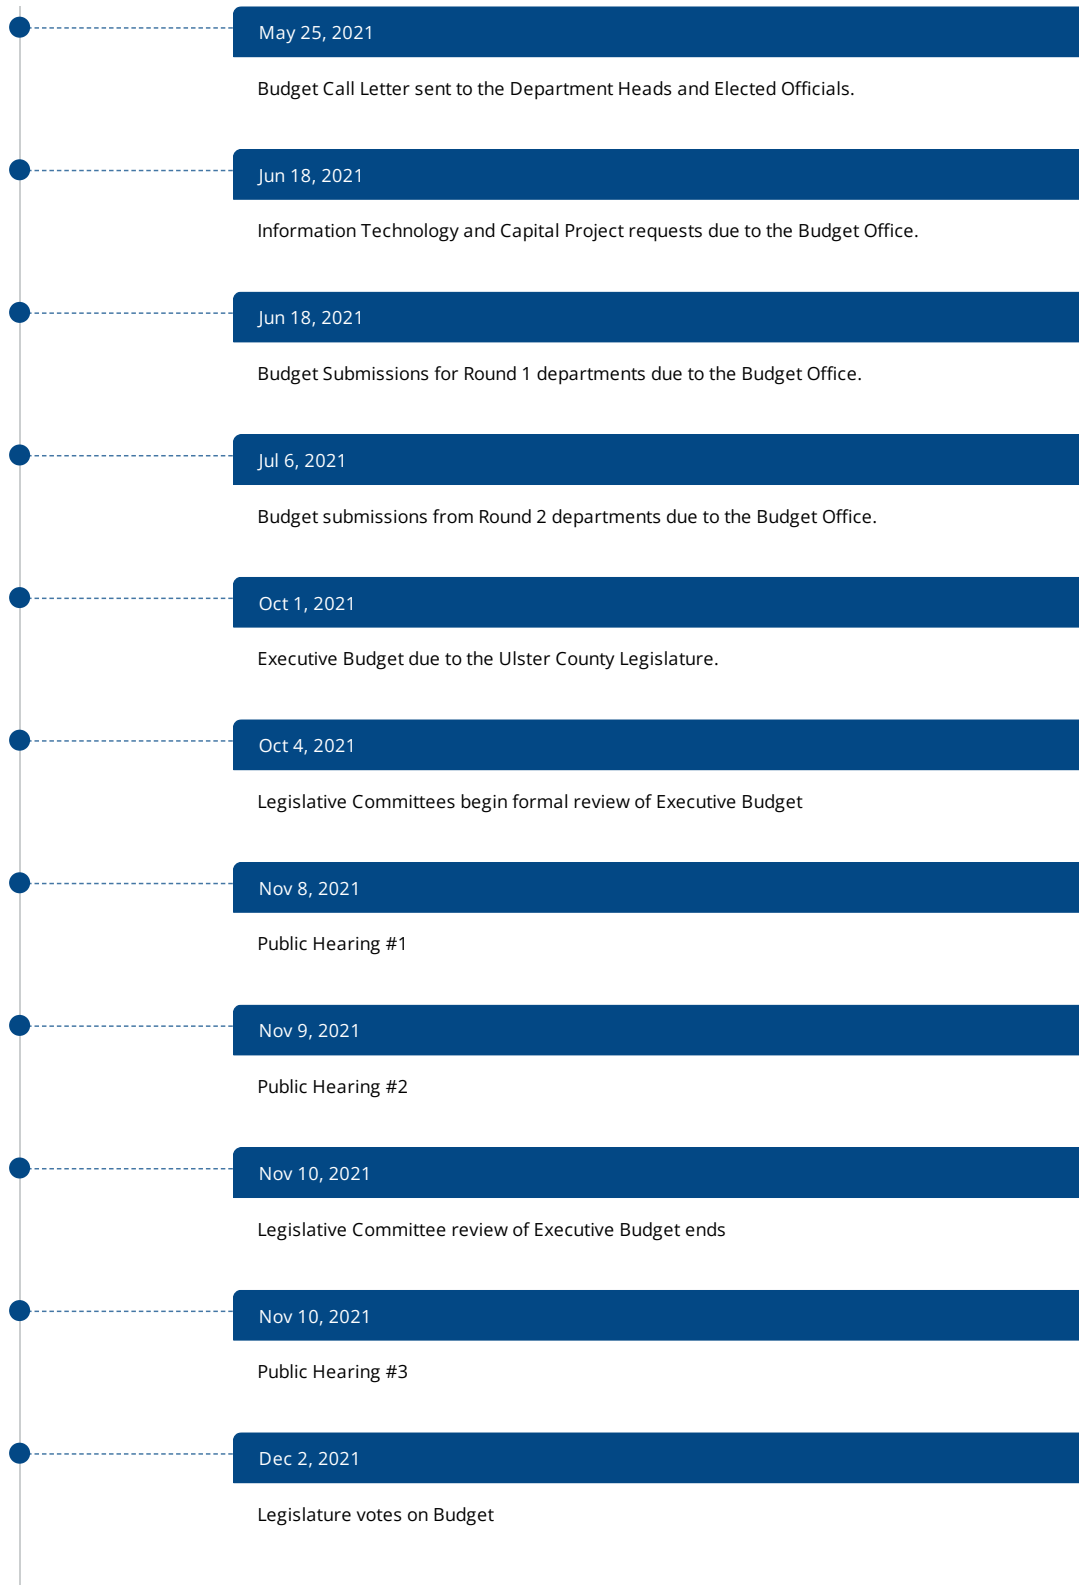 May 25, 2021
Budget Call Letter sent to the Department Heads and Elected Officials.
Jun 18, 2021
Information Technology and Capital Project requests due to the Budget Office.
Jun 18, 2021
Budget Submissions for Round 1 departments due to the Budget Office.
Jul 6, 2021
Budget submissions from Round 2 departments due to the Budget Office.
Oct 1, 2021
Executive Budget due to the Ulster County Legislature.
Oct 4, 2021
Legislative Committees begin formal review of Executive Budget
Nov 8, 2021
Public Hearing #1
Nov 9, 2021
Public Hearing #2
Nov 10, 2021
Legislative Committee review of Executive Budget ends
Nov 10, 2021
Public Hearing #3
Dec 2, 2021
Legislature votes on Budget